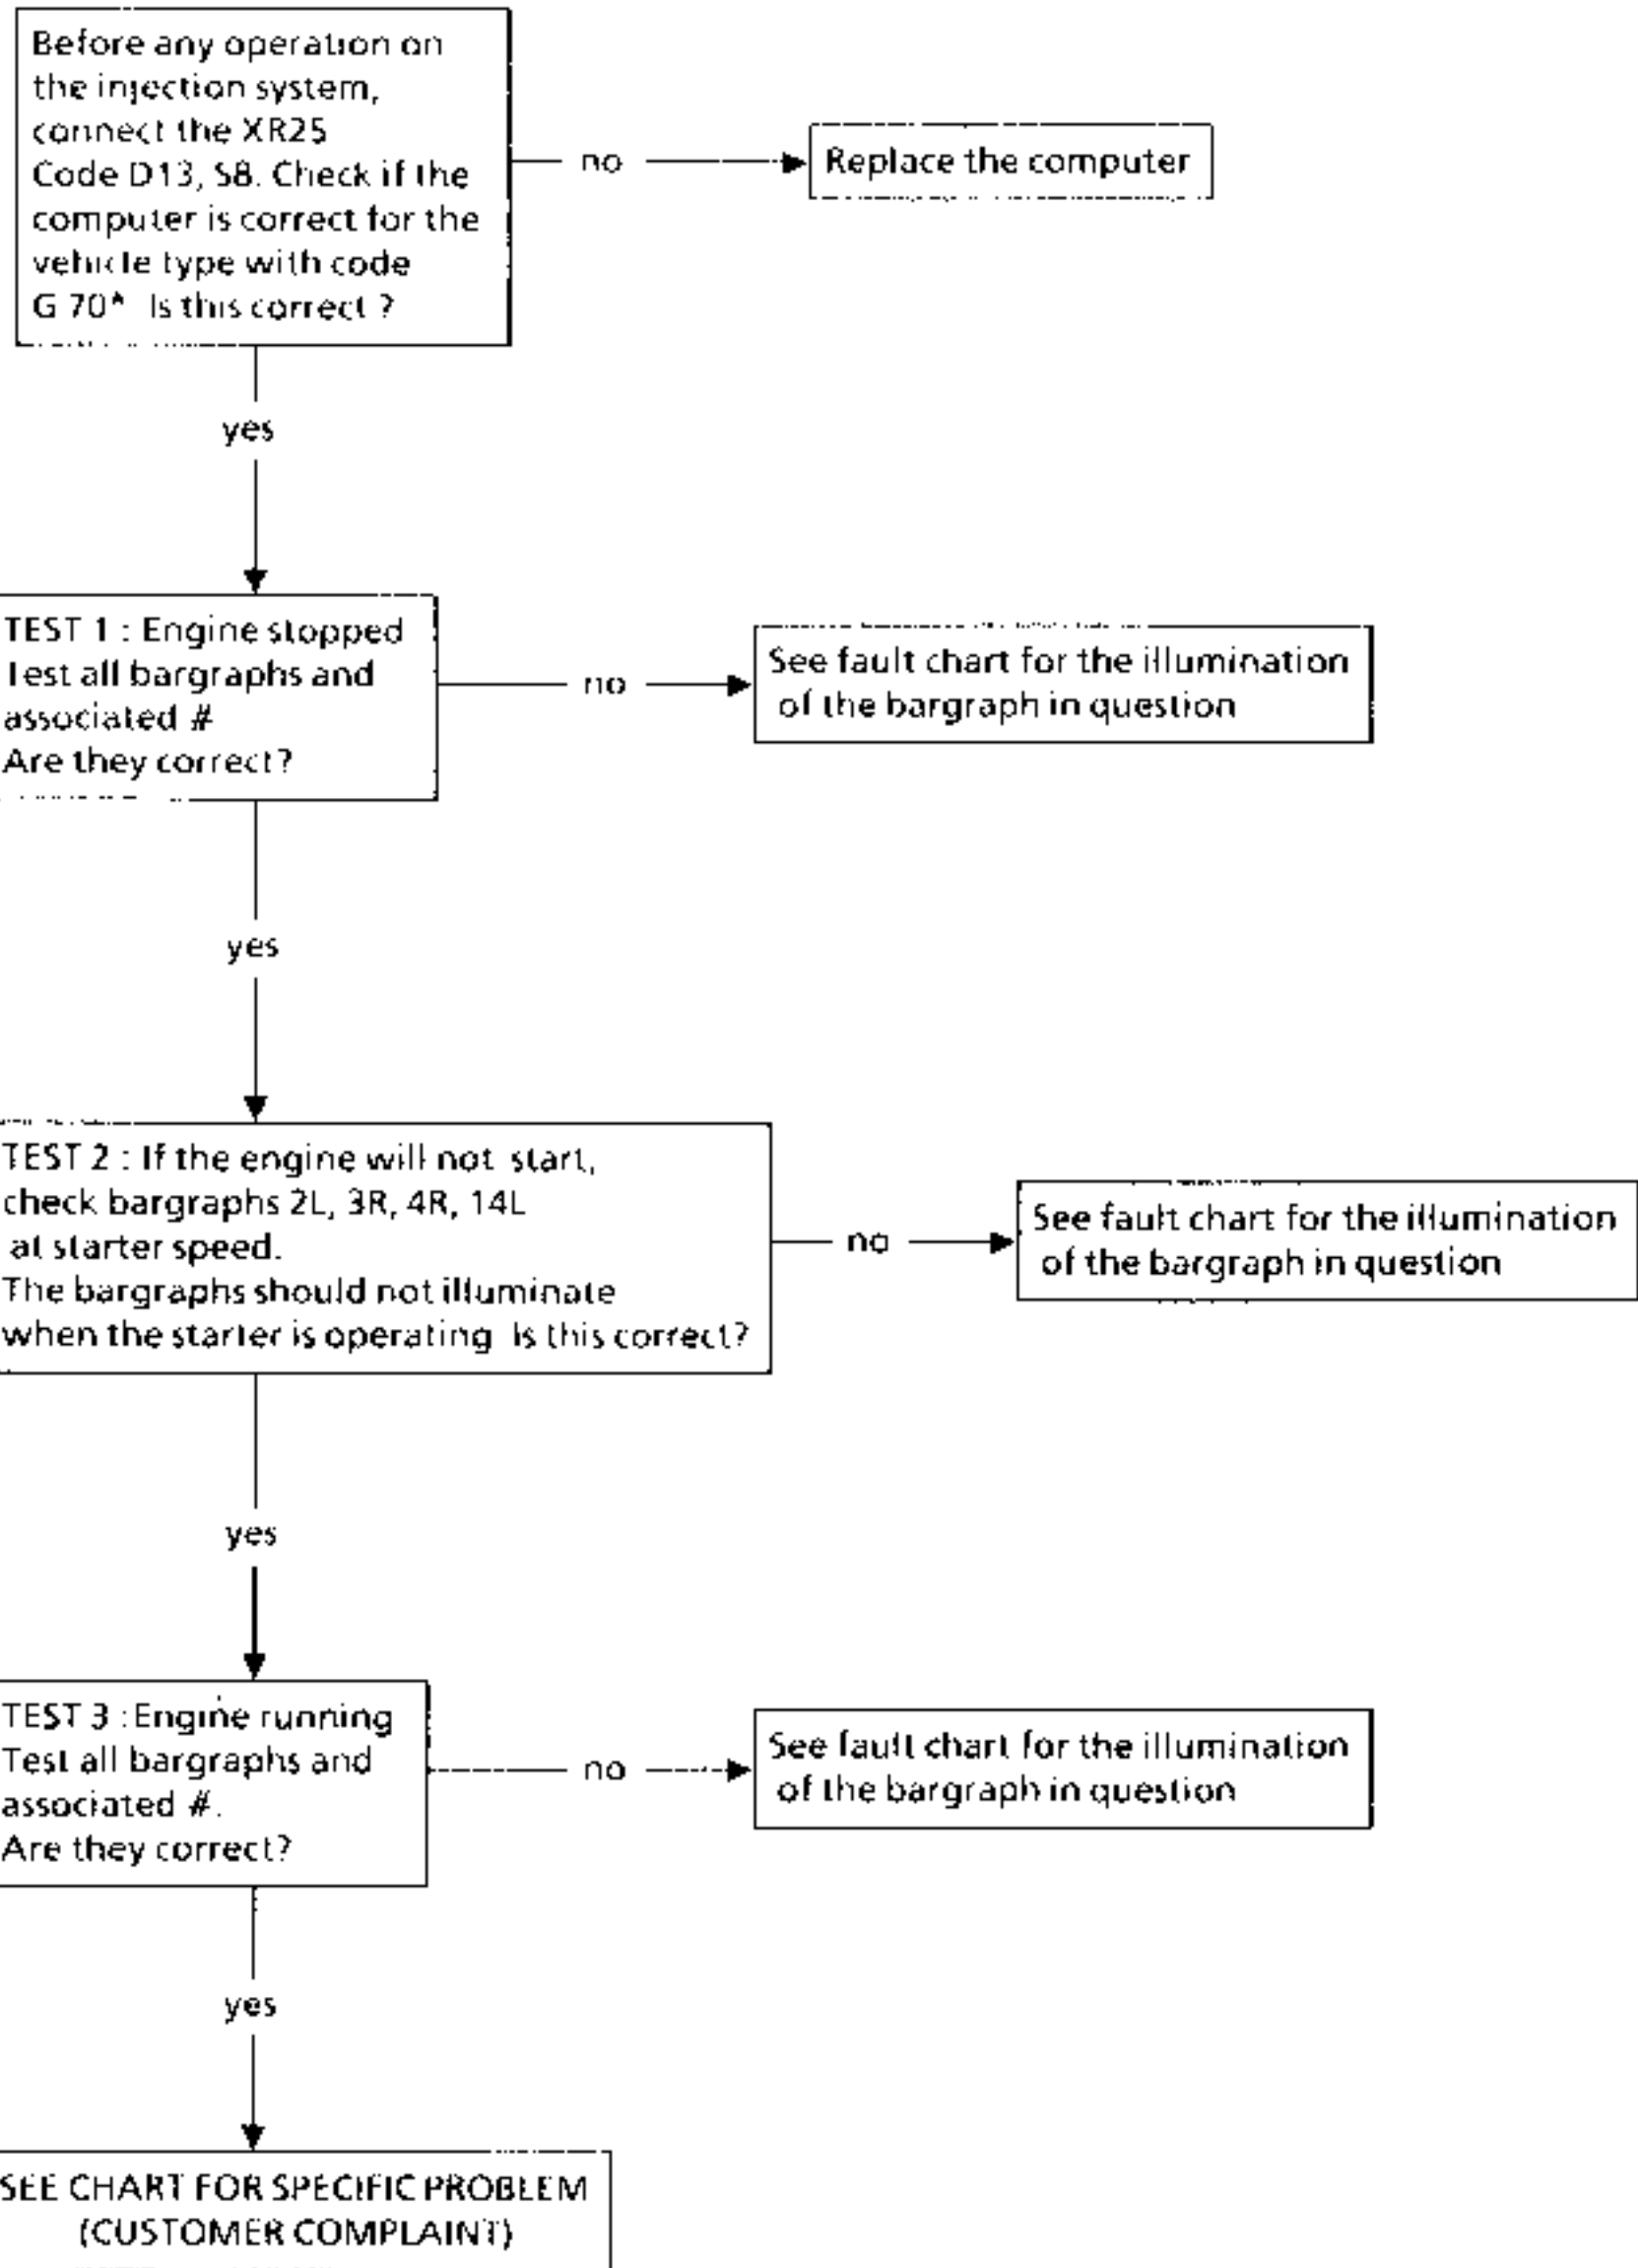 Before any operation on
the injection system,
connect the XR25
Code D13, S8. Check if the
computer is correct for the
vehicle type with code
G 70* Is this correct ?
no
Replace the computer
yes
TEST 1 : Engine stopped
Test all bargraphs and
associated #
Are they correct?
no
See fault chart for the illumination
of the bargraph in question
yes
TEST 2 : If the engine will not start,
check bargraphs 2L, 3R, 4R, 14L
at starter speed.
The bargraphs should not illuminate
when the starter is operating Is this correct?
no
See fault chart for the illumination
of the bargraph in question
yes
TEST 3 : Engine running
Test all bargraphs and
associated #.
Are they correct?
no
See fault chart for the illumination
of the bargraph in question
yes
SEE CHART FOR SPECIFIC PROBLEM
(CUSTOMER COMPLAINT)